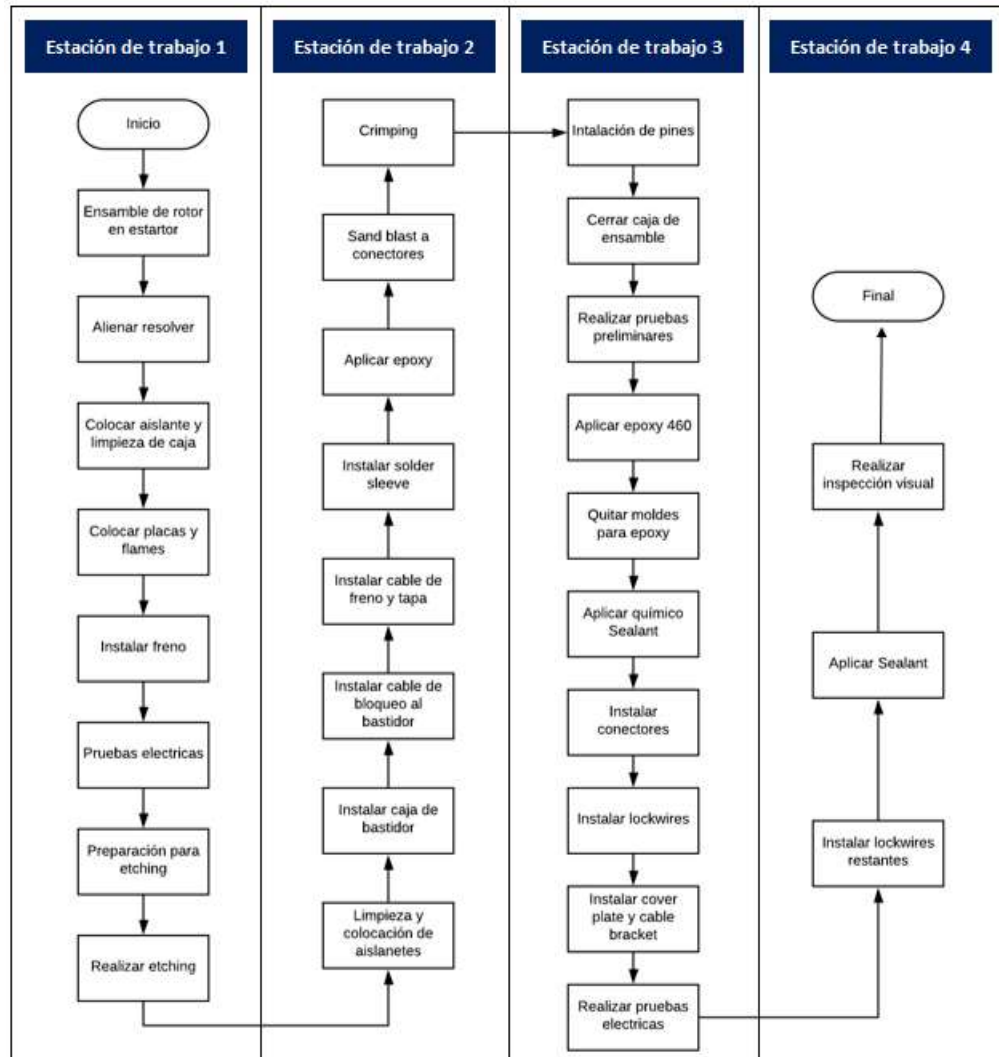 Estación de trabajo 1
Estación de trabajo 2
Estación de trabajo 3
Estación de trabajo 4
Inicio
Ensamble de rotor
en estartor
Alienar resolver
Colocar aislante y
limpieza de caja
Colocar placas y
flames
Instalar freno
Pruebas electricas
Preparación para
etching
Realizar etching
Limpieza y
colocación de
aislanetes
Instalar caja de
bastidor
Instalar cable de
bloqueo al
bastidor
Instalar cable de
freno y tapa
Instalar solder
sleeve
Aplicar epoxy
Sand blast a
conectores
Crimping
Intalación de pines
Cerrar caja de
ensamble
Realizar pruebas
preliminares
Aplicar epoxy 460
Quitar moldes
para epoxy
Aplicar químico
Sealant
Instalar
conectores
Instalar lockwires
Instalar cover
plate y cable
bracket
Realizar pruebas
electricas
Instalar lockwires
restantes
Aplicar Sealant
Realizar
inspección visual
Final